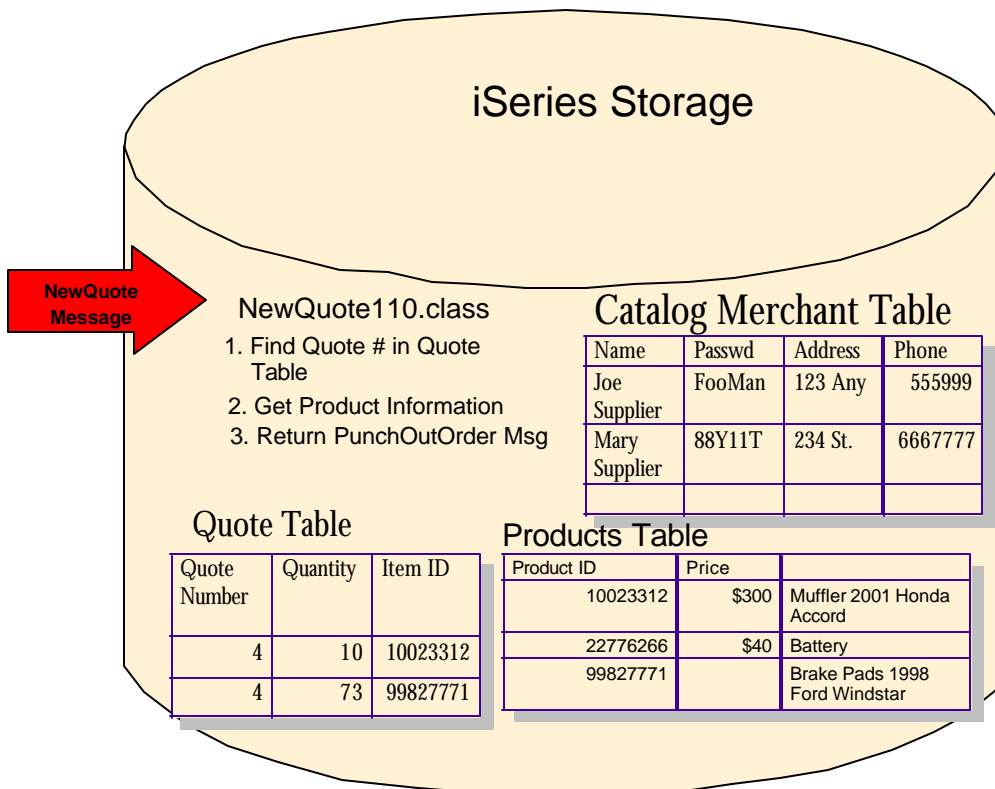 iSeries Storage
NewQuote
Message
NewQuote110.class
1. Find Quote # in Quote
Table
2. Get Product Information
3. Return PunchOutOrder Msg
Catalog Merchant Table
Name Passwd Address Phone
Joe FooMan 123 Any 555999
Supplier
Mary 88Y11T 234 St. 6667777
Supplier
Quote Table
Quote Quantity Item ID
Number
4 10 10023312
4 73 99827771
Products Table
Product ID Price
10023312 $300 Muffler 2001 Honda
Accord
22776266 $40 Battery
99827771 Brake Pads 1998
Ford Windstar